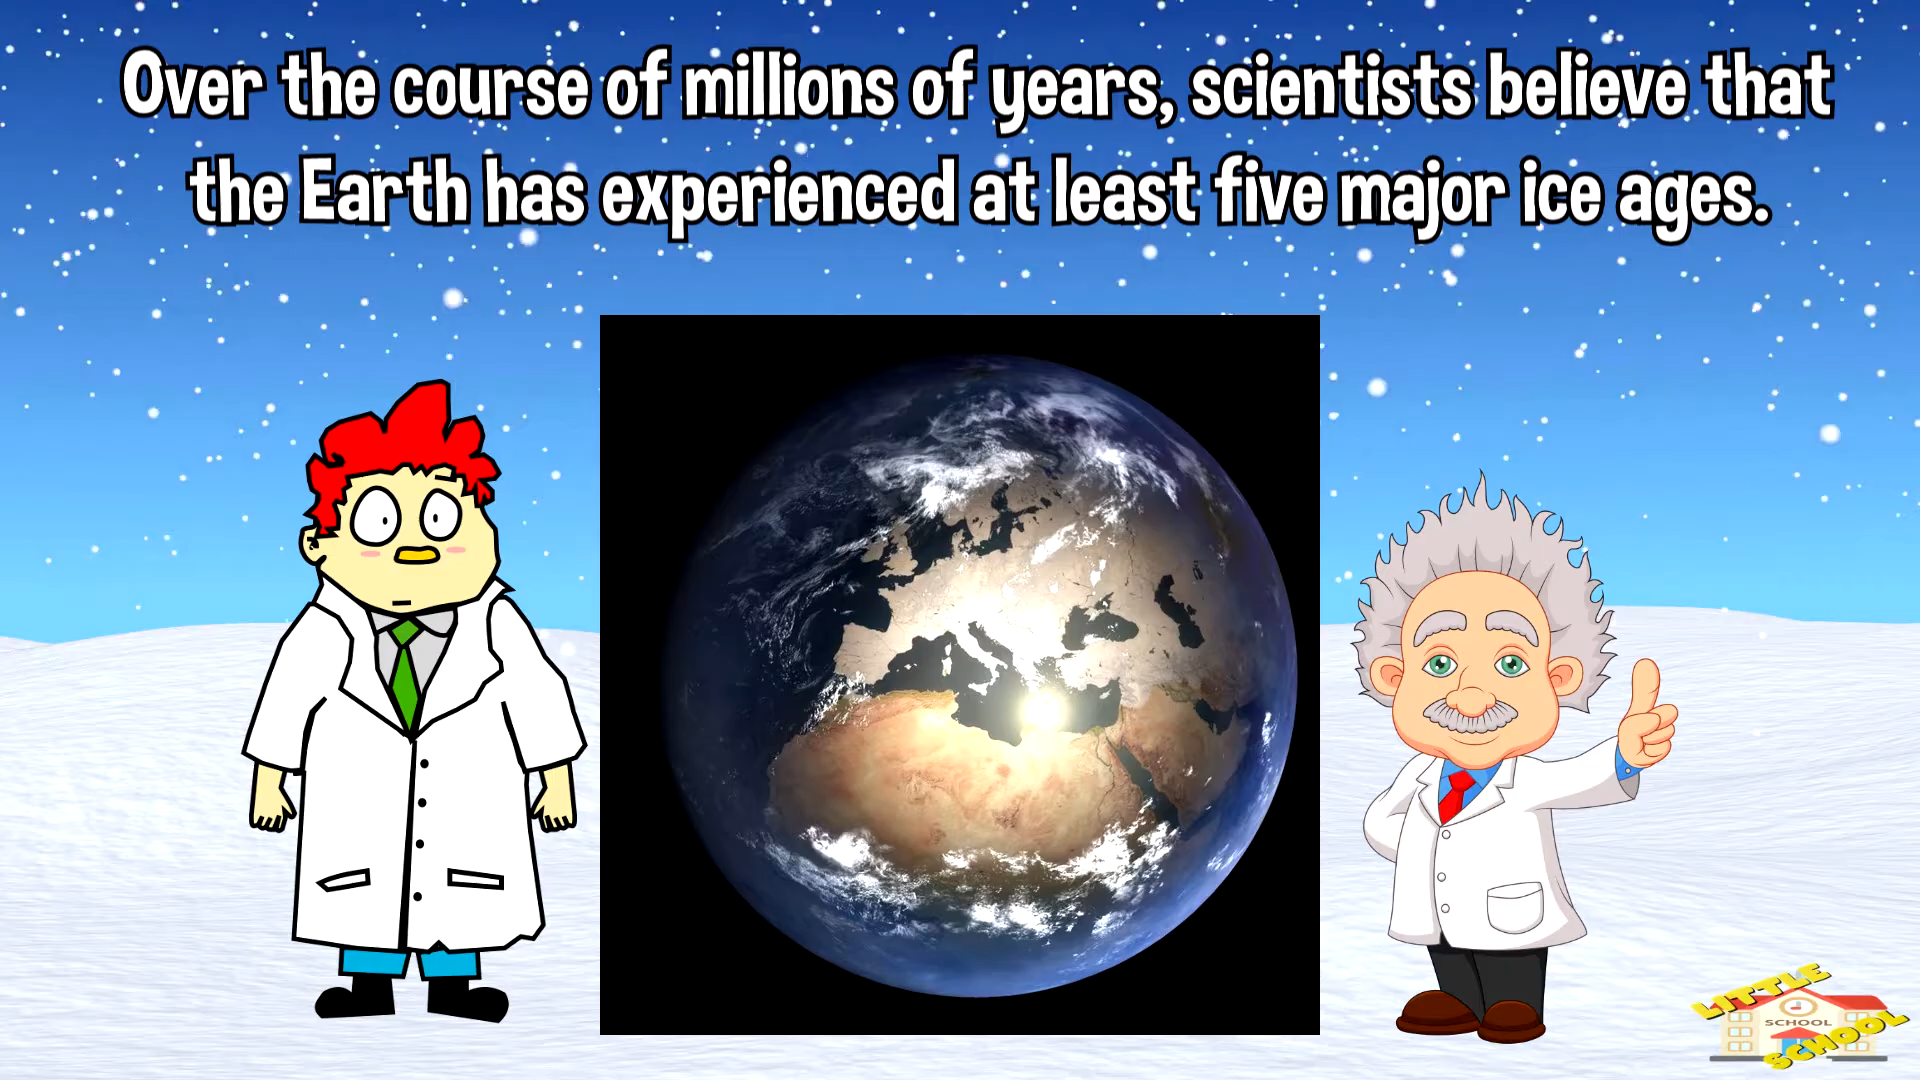 Over the course of millions of years, scientists believe that
the Earth has experienced at least five major ice ages.
LITTLE
SCHOOL
SCHOOL